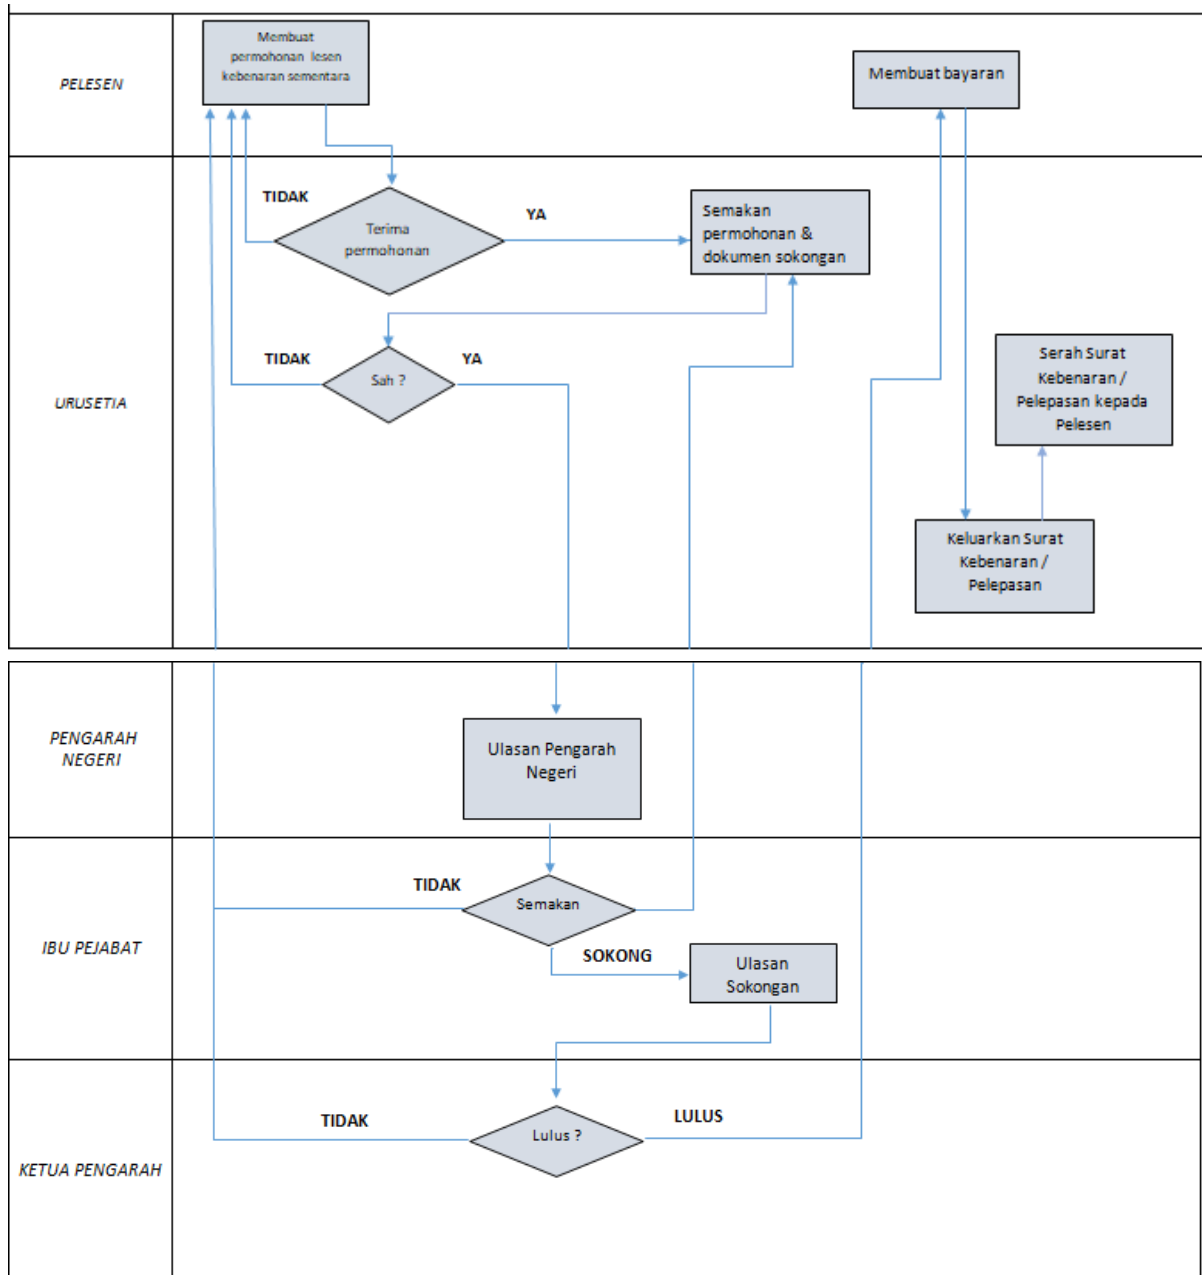 PELESEN
Membuat
permohonan lesen
kebenaran sementara
Membuat bayaran
URUSETIA
TIDAK
Terima
permohonan
YA
Semakan
permohonan &
dokumen sokongan
TIDAK
Sah ?
YA
Serah Surat
Kebenaran /
Pelepasan kepada
Pelesen
Keluarkan Surat
Kebenaran /
Pelepasan
PENGARAH
NEGERI
Ulasan Pengarah
Negeri
IBU PEJABAT
TIDAK
Semakan
SOKONG
Ulasan
Sokongan
KETUA PENGARAH
TIDAK
Lulus ?
LULUS